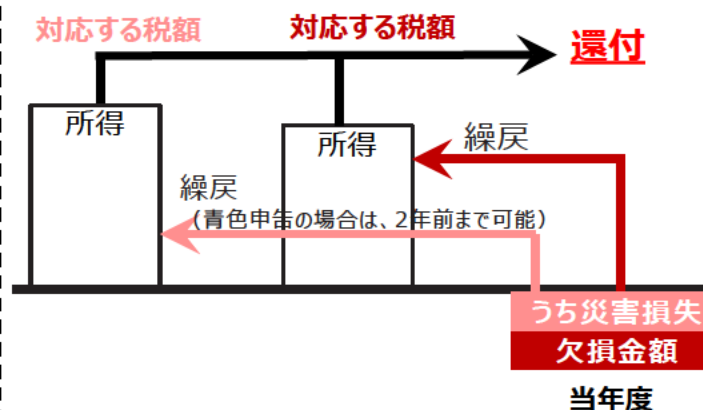 対応する税額
対応する税額
還付
所得
所得
繰戻
繰戻
(青色申告の場合は、2年前まで可能)
うち災害損失
欠損金額
当年度